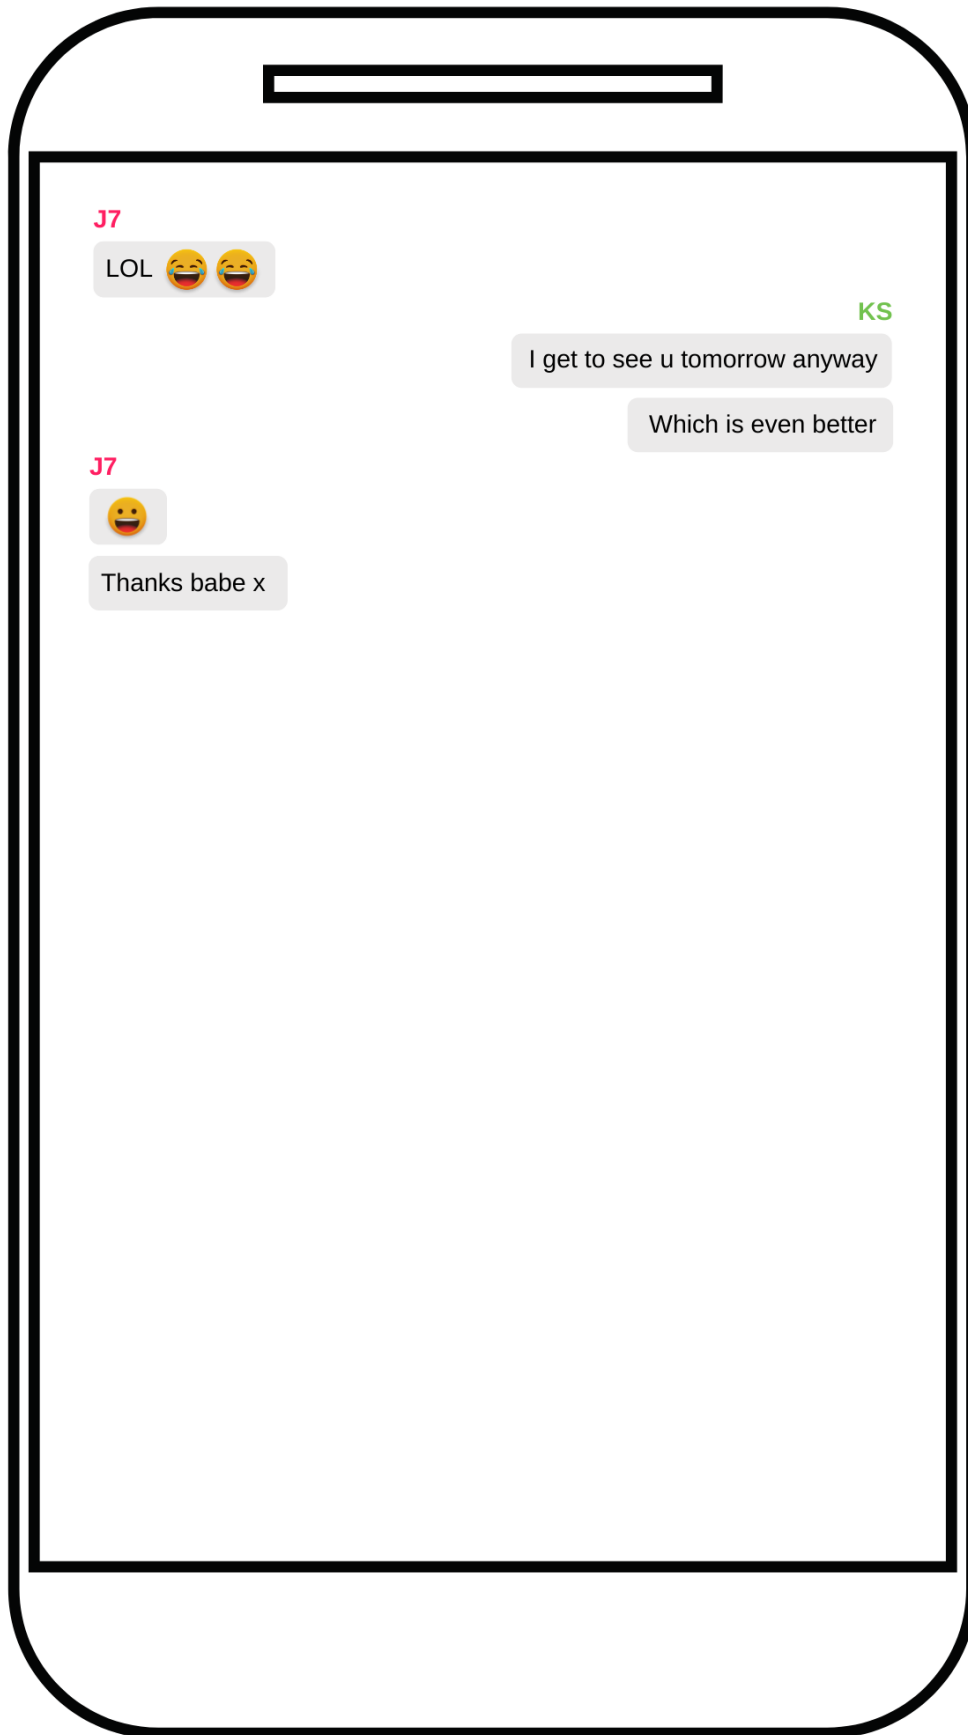 J7
LOL 😂😂
KS
I get to see u tomorrow anyway
Which is even better
J7
😀
Thanks babe x